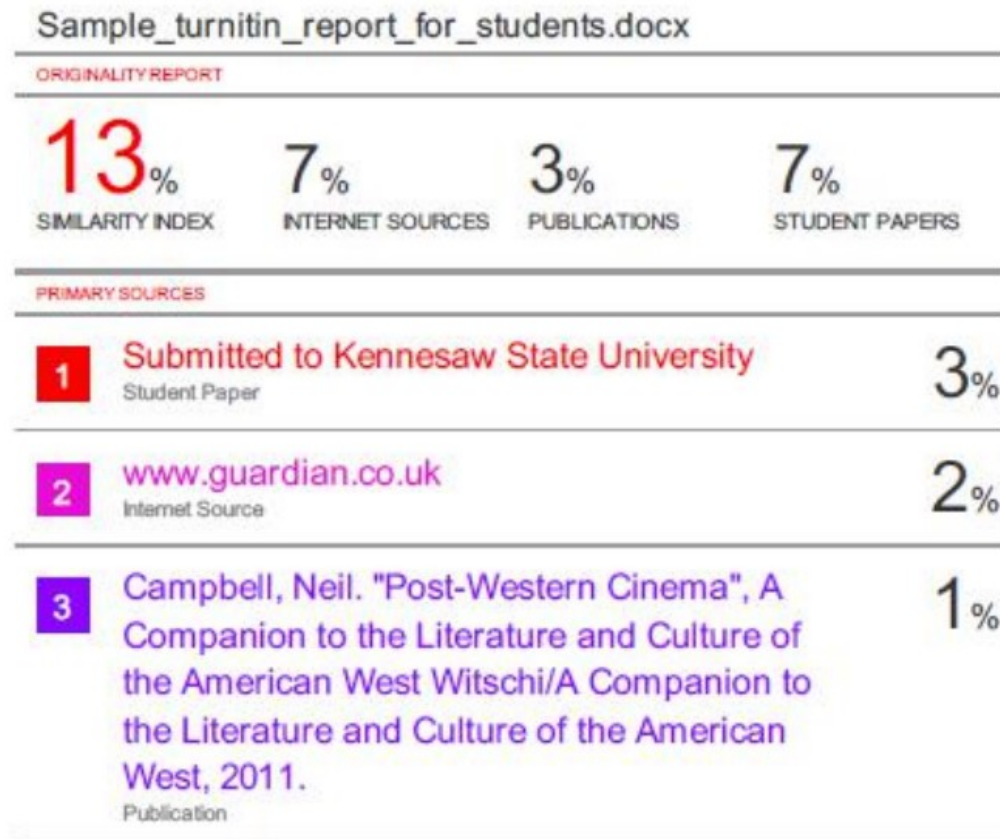 Sample_turnitin_report_for_students.docx
ORIGINALITY REPORT
13% 7% 3% 7%
SIMILARITY INDEX INTERNET SOURCES PUBLICATIONS STUDENT PAPERS
PRIMARY SOURCES
1 Submitted to Kennesaw State University 3%
Student Paper
2 www.guardian.co.uk 2%
Internet Source
3 Campbell, Neil. "Post-Western Cinema", A 1%
Companion to the Literature and Culture of
the American West Witschi/A Companion to
the Literature and Culture of the American
West, 2011.
Publication